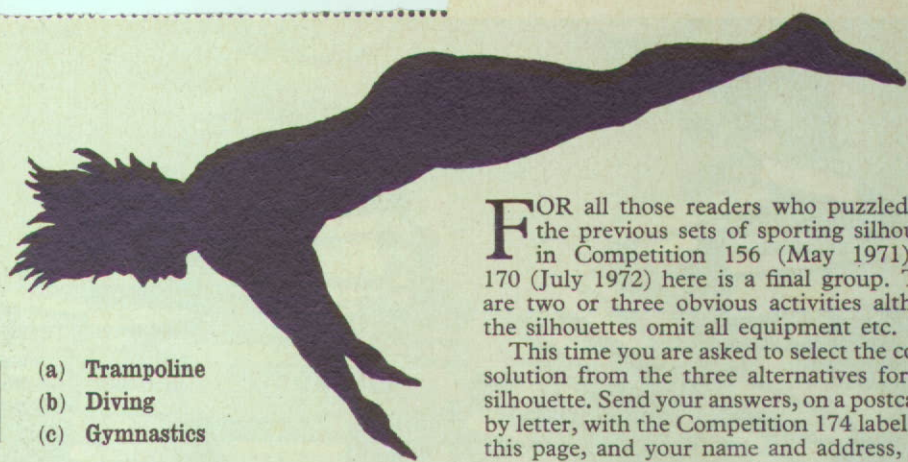 (a) Trampoline
(b) Diving
(c) Gymnastics
FOR all those readers who puzzled
the previous sets of sporting silhou
in Competition 156 (May 1971)
170 (July 1972) here is a final group. T
are two or three obvious activities alth
the silhouettes omit all equipment etc.
This time you are asked to select the co
solution from the three alternatives for
silhouette. Send your answers, on a postca
by letter, with the Competition 174 label
this page, and your name and address,